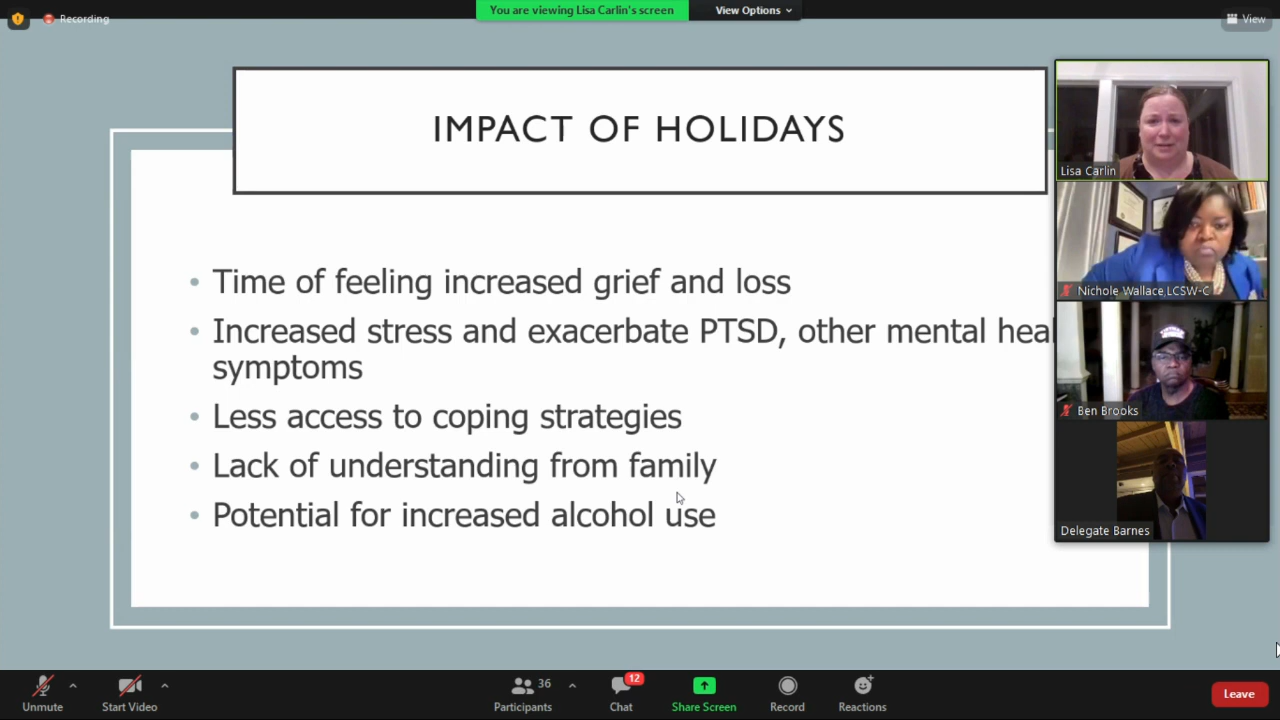 Recording
You are viewing Lisa Carlin's screen
View Options
View
IMPACT OF HOLIDAYS
Lisa Carlin
Nichole Wallace,LCSW-C
• Time of feeling increased grief and loss
• Increased stress and exacerbate PTSD, other mental heal
symptoms
• Less access to coping strategies
• Lack of understanding from family
• Potential for increased alcohol use
Ben Brooks
Delegate Barnes
Unmute
Start Video
36
Participants
12
Chat
Share Screen
Record
Reactions
Leave